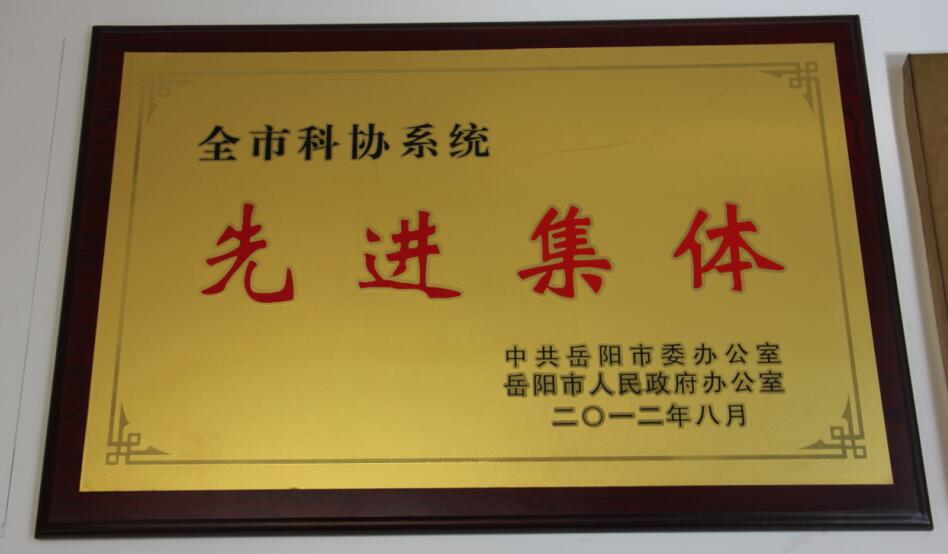 全市科协系统
先进集体
中共岳阳市委办公室
岳阳市人民政府办公室
二〇一二年八月